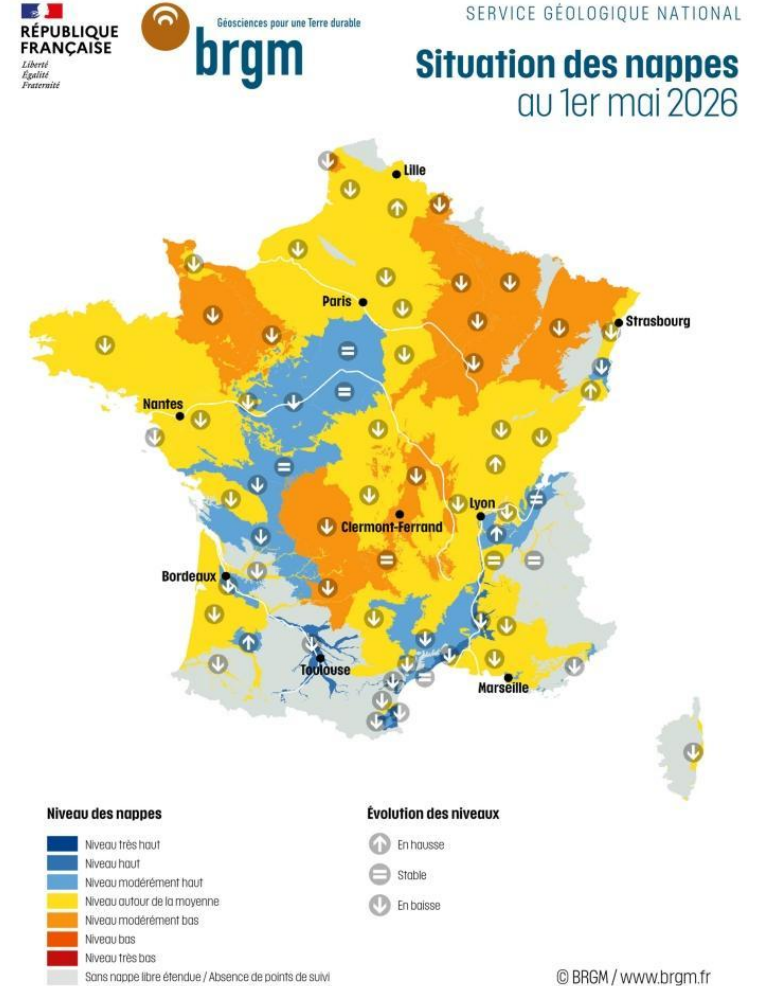 RÉPUBLIQUE
FRANÇAISE
Liberté
Égalité
Fraternité
Géosciences pour une Terre durable
brgm
SERVICE GÉOLOGIQUE NATIONAL
Situation des nappes
au 1er mai 2026
Lille
Paris
Strasbourg
Nantes
Lyon
Clermont-Ferrand
Bordeaux
Toulouse
Marseille
Niveau des nappes
Niveau très haut
Niveau haut
Niveau modérément haut
Niveau autour de la moyenne
Niveau modérément bas
Niveau bas
Niveau très bas
Sans nappe libre étendue / Absence de points de suivi
Évolution des niveaux
En hausse
Stable
En baisse
© BRGM / www.brgm.fr